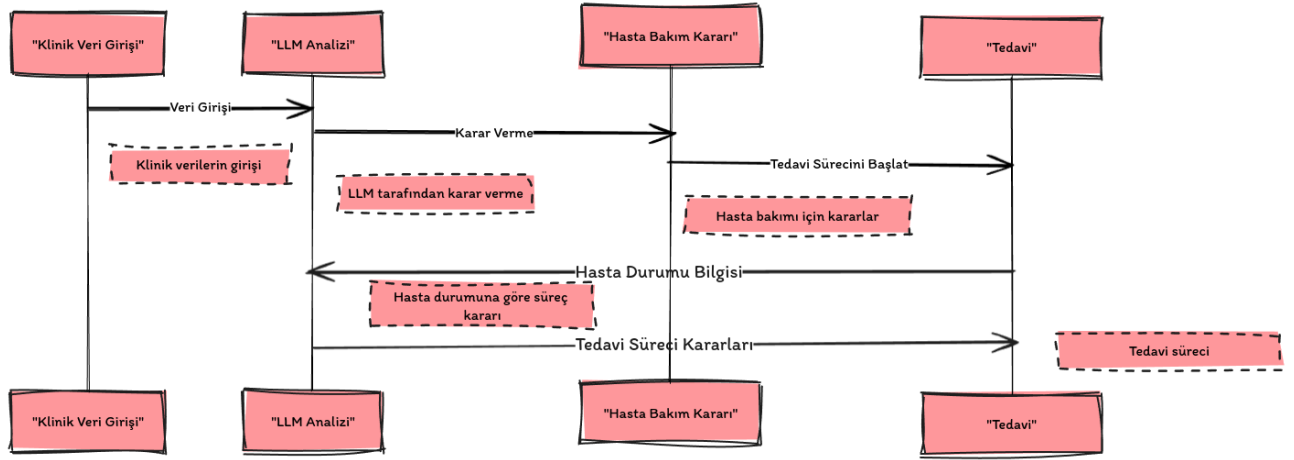 "Klinik Veri Girişi"
"LLM Analizi"
"Hasta Bakım Kararı"
"Tedavi"
Veri Girişi
Karar Verme
Klinik verilerin girişi
Tedavi Sürecini Başlat
LLM tarafından karar verme
Hasta bakımı için kararlar
Hasta Durumu Bilgisi
Hasta durumuna göre süreç
kararı
Tedavi Süreci Kararları
Tedavi süreci
"Klinik Veri Girişi"
"LLM Analizi"
"Hasta Bakım Kararı"
"Tedavi"